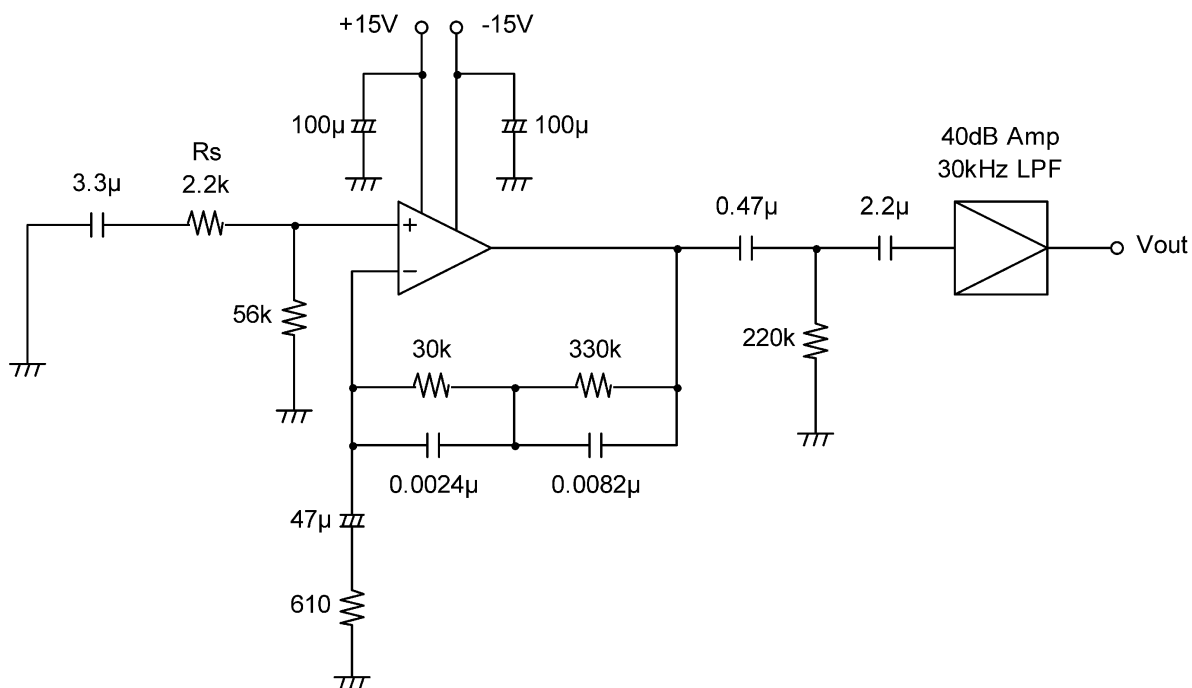 +15V
-15V
100µ
100µ
40dB Amp
30kHz LPF
Rs
2.2k
3.3µ
0.47µ
2.2µ
+
−
Vout
56k
220k
30k
330k
0.0024µ
0.0082µ
47µ
610